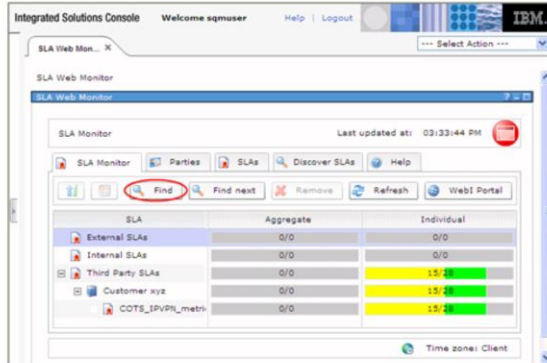 Integrated Solutions Console Welcome sqmuser Help | Logout IBM.
SLA Web Mon... X --- Select Action ---
SLA Web Monitor
SLA Web Monitor
SLA Monitor Last updated at: 03:33:44 PM
SLA Monitor Parties SLAs Discover SLAs Help
Find Find next Remove Refresh WebI Portal
SLA Aggregate Individual
External SLAs 0/0 0/0
Internal SLAs 0/0 0/0
Third Party SLAs 0/0 15/28
Customer xyz 0/0 15/28
COTS_IPVPN_metri 0/0 15/28
Time zone: Client